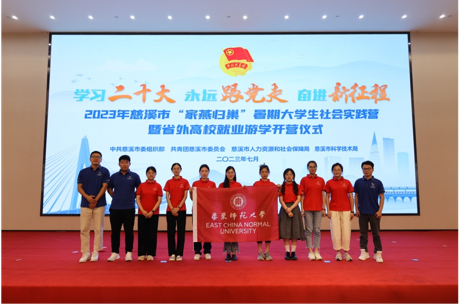 学习二十大 永远跟党走 奋进新征程
2023年慈溪市“家燕归巢”暑期大学生社会实践营
暨省外高校就业游学开营仪式
中共慈溪市委组织部 共青团慈溪市委员会 慈溪市人力资源和社会保障局 慈溪市科学技术局
二〇二三年七月
華東師範大學
EAST CHINA NORMAL
UNIVERSITY